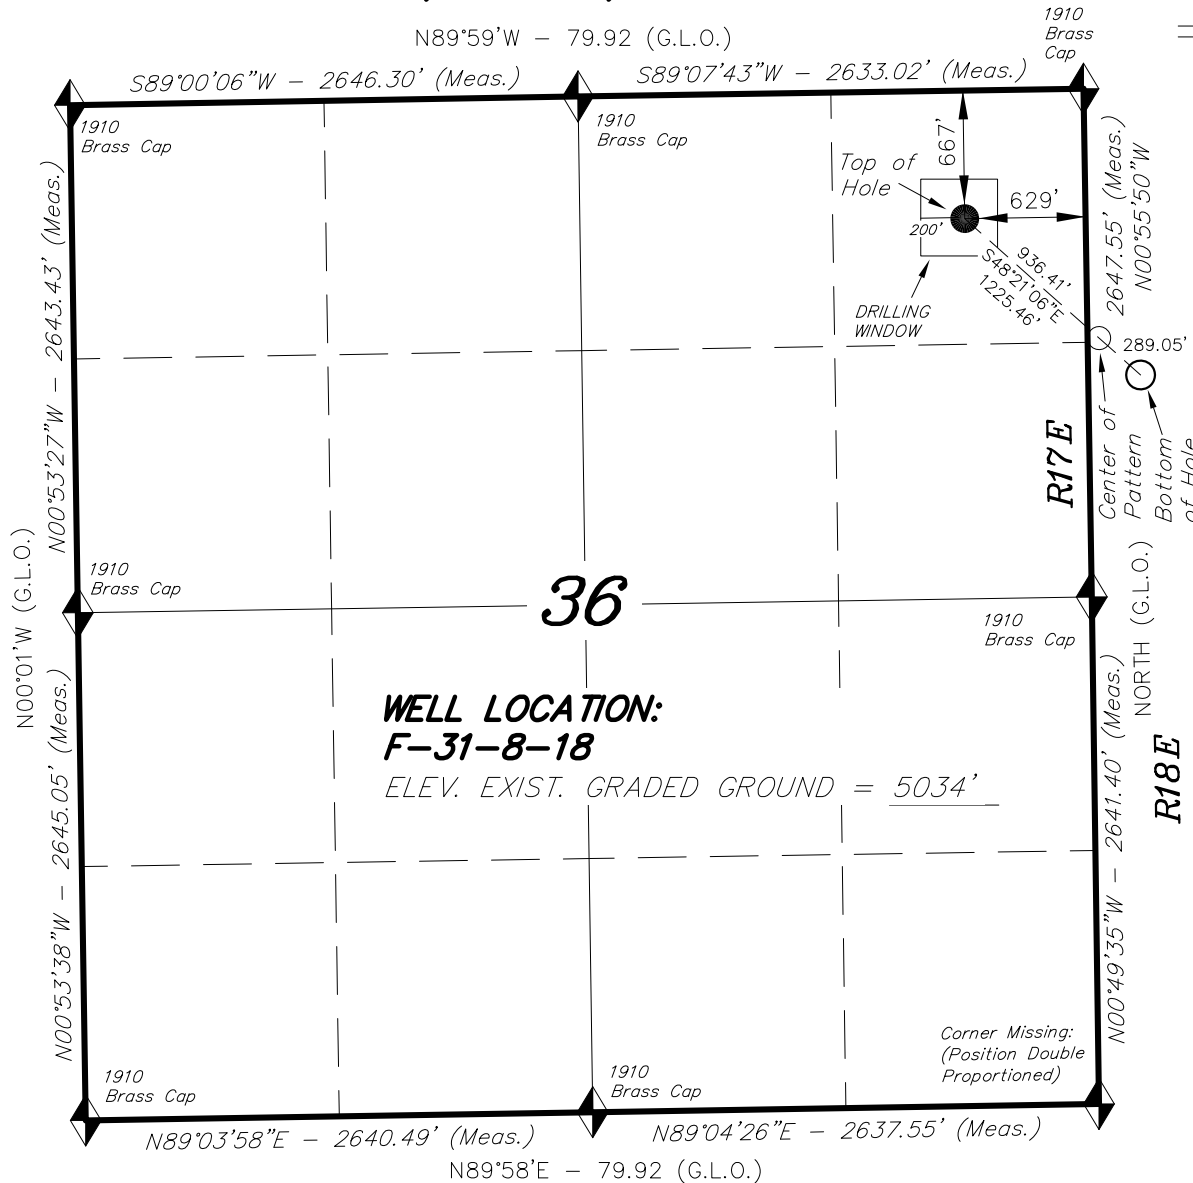 N89°59'W – 79.92 (G.L.O.)
1910
Brass
Cap
S89°00'06"W – 2646.30' (Meas.)
S89°07'43"W – 2633.02' (Meas.)
1910
Brass Cap
1910
Brass Cap
667'
Top of
Hole
629'
200'
DRILLING
WINDOW
936.41'
S48°21'06"E
1225.46'
2647.55' (Meas.)
N00°55'50"W
289.05'
N00°53'27"W – 2643.43' (Meas.)
R17E
Center of
Pattern
Bottom
of Hole
N00°01'W (G.L.O.)
1910
Brass Cap
36
1910
Brass Cap
NORTH (G.L.O.)
WELL LOCATION:
F–31–8–18
ELEV. EXIST. GRADED GROUND = 5034'
R18E
N00°53'38"W – 2645.05' (Meas.)
N00°49'35"W – 2641.40' (Meas.)
Corner Missing:
(Position Double
Proportioned)
1910
Brass Cap
1910
Brass Cap
N89°03'58"E – 2640.49' (Meas.)
N89°04'26"E – 2637.55' (Meas.)
N89°58'E – 79.92 (G.L.O.)